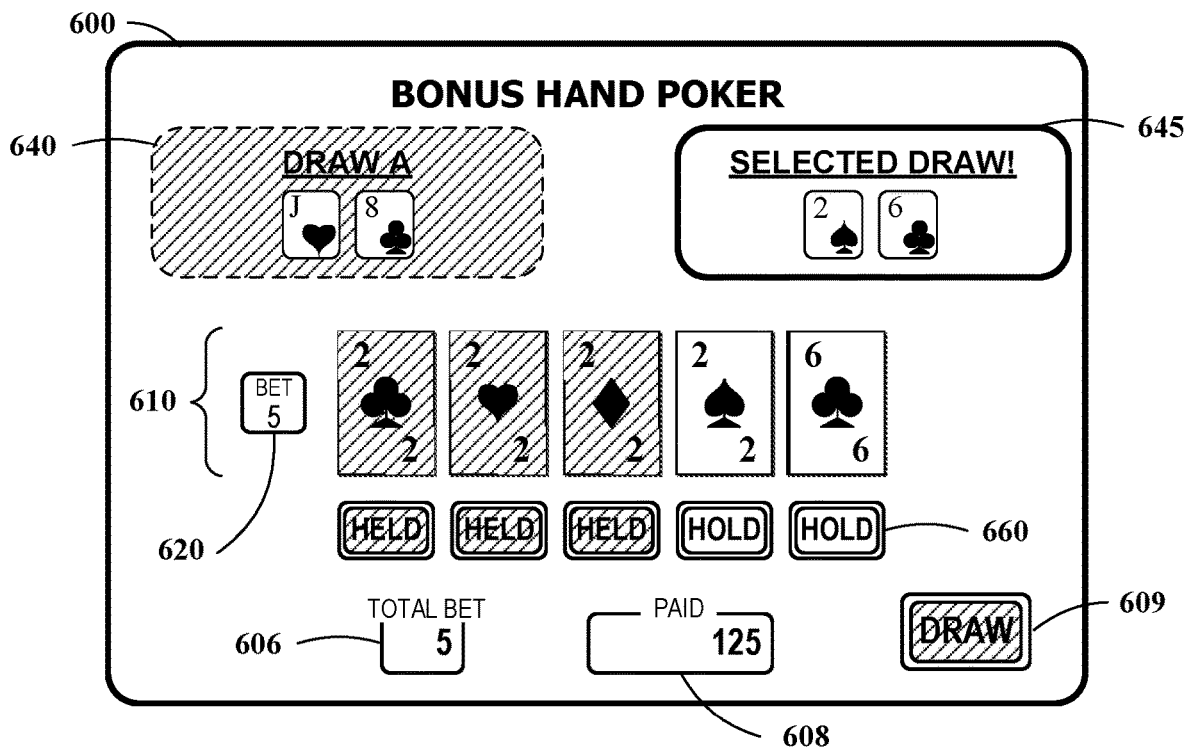 600
BONUS HAND POKER
640
645
DRAW A
SELECTED DRAW!
J 8
2 6
610
BET
5
2 2 2 2 6
2 2 2 2 6
620
HELD HELD HELD HOLD HOLD
660
TOTAL BET
5
606
PAID
125
608
DRAW
609